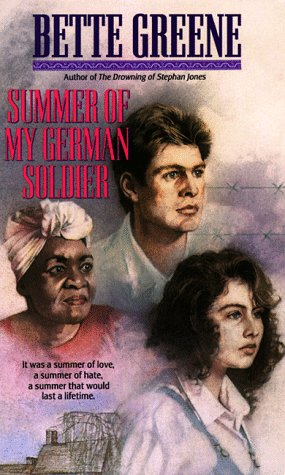 BETTE GREENE
Author of The Drowning of Stephan Jones
SUMMER OF
MY GERMAN
SOLDIER
It was a summer of love,
a summer of hate,
a summer that would
last a lifetime.